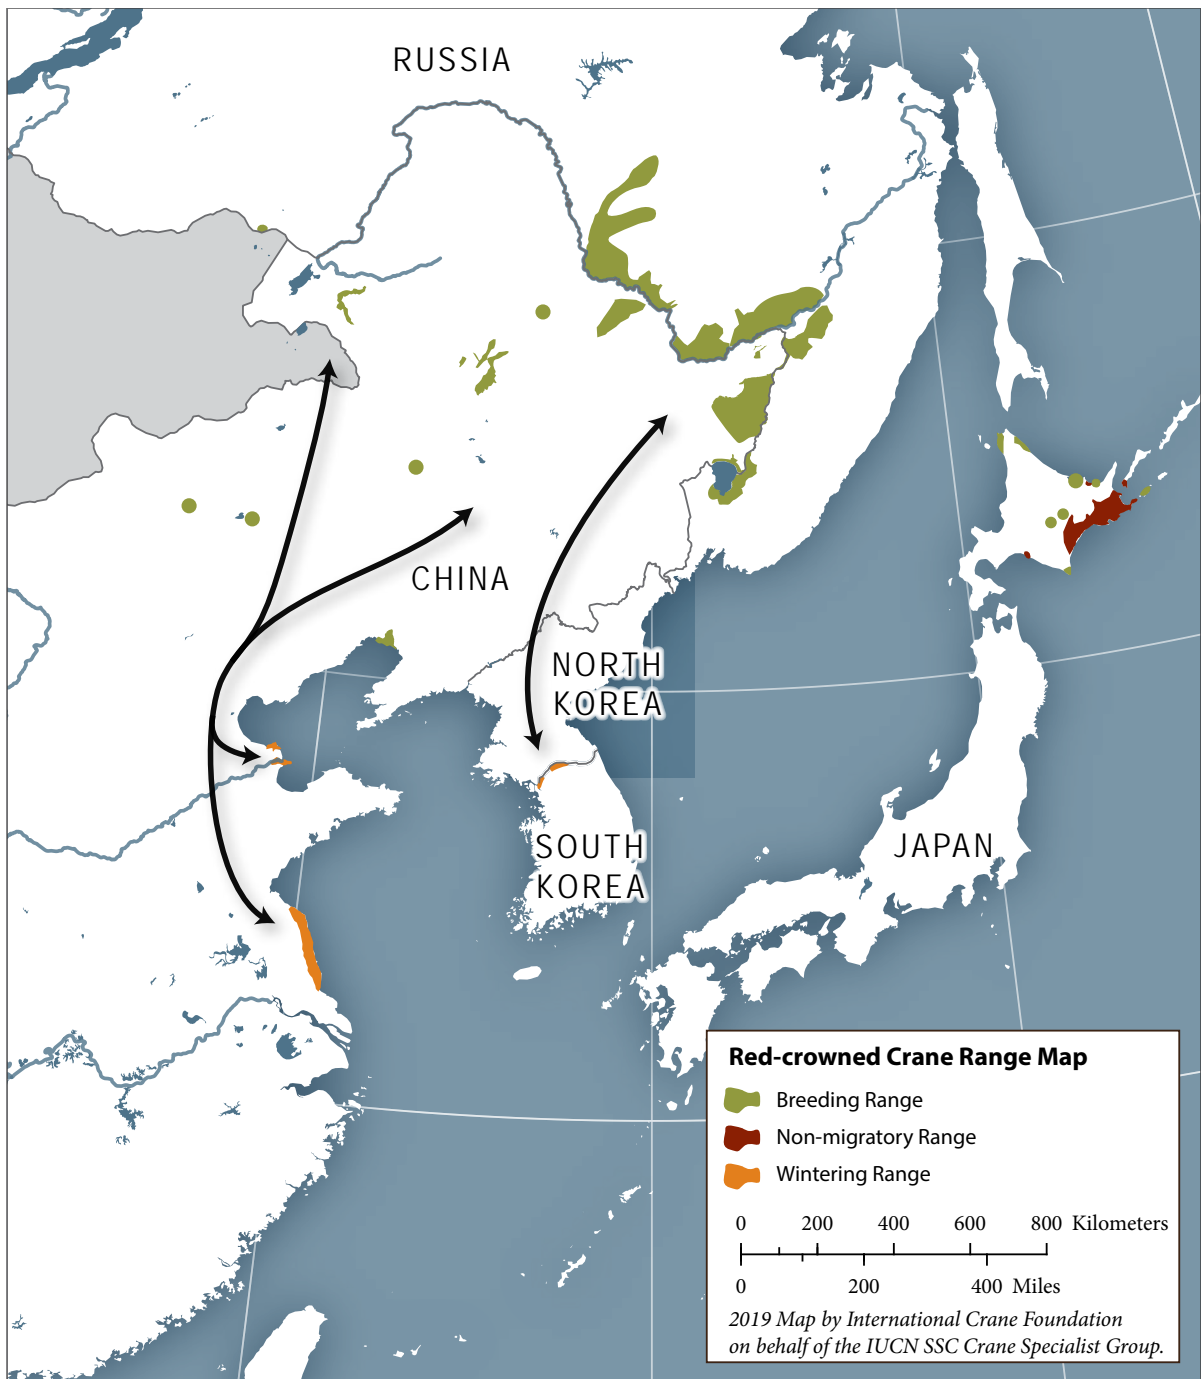 RUSSIA
CHINA
NORTH
KOREA
SOUTH
KOREA
JAPAN
Red-crowned Crane Range Map
Breeding Range
Non-migratory Range
Wintering Range
0 200 400 600 800 Kilometers
0 200 400 Miles
2019 Map by International Crane Foundation
on behalf of the IUCN SSC Crane Specialist Group.